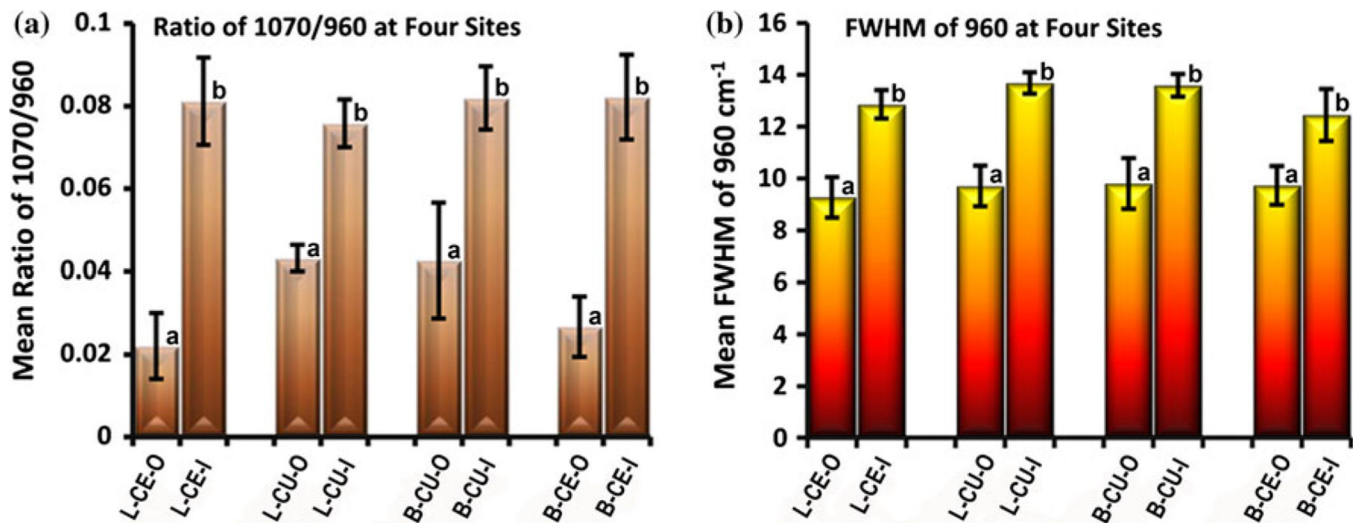 (a)
Ratio of 1070/960 at Four Sites
Mean Ratio of 1070/960
0.1
0.08
0.06
0.04
0.02
0
a
b
a
b
a
b
a
b
L-CE-O
L-CE-I
L-CU-O
L-CU-I
B-CU-O
B-CU-I
B-CE-O
B-CE-I
(b)
FWHM of 960 at Four Sites
Mean FWHM of 960 cm⁻¹
16
14
12
10
8
6
4
2
0
a
b
a
b
a
b
a
b
L-CE-O
L-CE-I
L-CU-O
L-CU-I
B-CU-O
B-CU-I
B-CE-O
B-CE-I